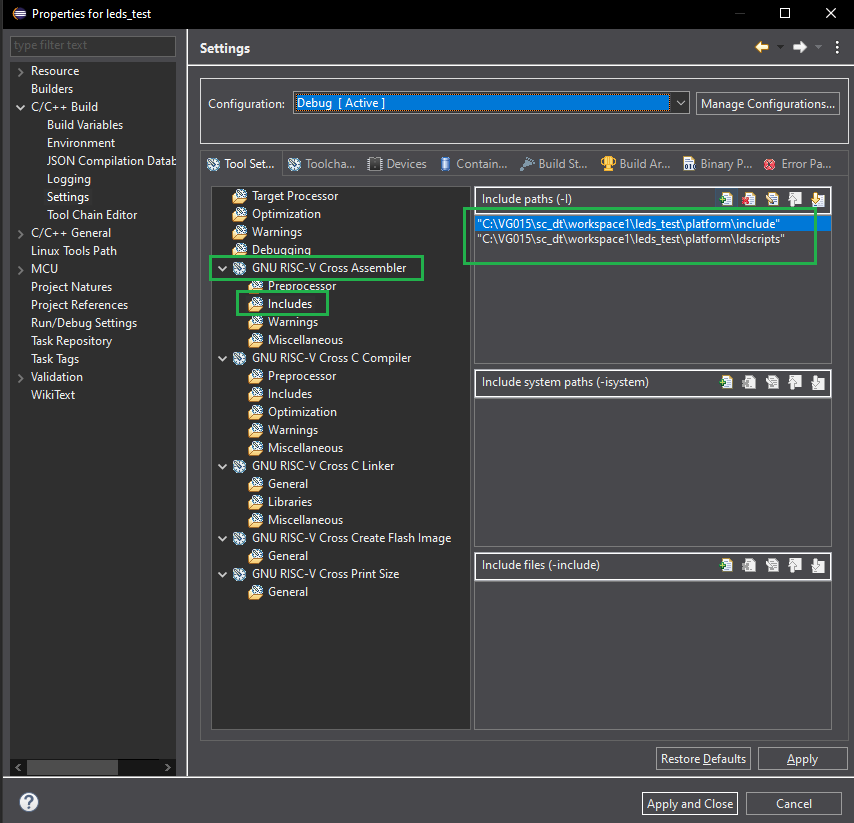 Properties for leds_test
type filter text
Resource
Builders
C/C++ Build
Build Variables
Environment
JSON Compilation Datab
Logging
Settings
Tool Chain Editor
C/C++ General
Linux Tools Path
MCU
Project Natures
Project References
Run/Debug Settings
Task Repository
Task Tags
Validation
WikiText
Settings
Configuration:
Debug [ Active ]
Manage Configurations...
Tool Set...
Toolcha...
Devices
Contain...
Build St...
Build Ar...
Binary P...
Error Pa...
Target Processor
Optimization
Warnings
Debugging
GNU RISC-V Cross Assembler
Preprocessor
Includes
Warnings
Miscellaneous
GNU RISC-V Cross C Compiler
Preprocessor
Includes
Optimization
Warnings
Miscellaneous
GNU RISC-V Cross C Linker
General
Libraries
Miscellaneous
GNU RISC-V Cross Create Flash Image
General
GNU RISC-V Cross Print Size
General
Include paths (-I)
"C:\VG015\sc_dt\workspace1\leds_test\platform\include"
"C:\VG015\sc_dt\workspace1\leds_test\platform\ldscripts"
Include system paths (-isystem)
Include files (-include)
Restore Defaults
Apply
Apply and Close
Cancel